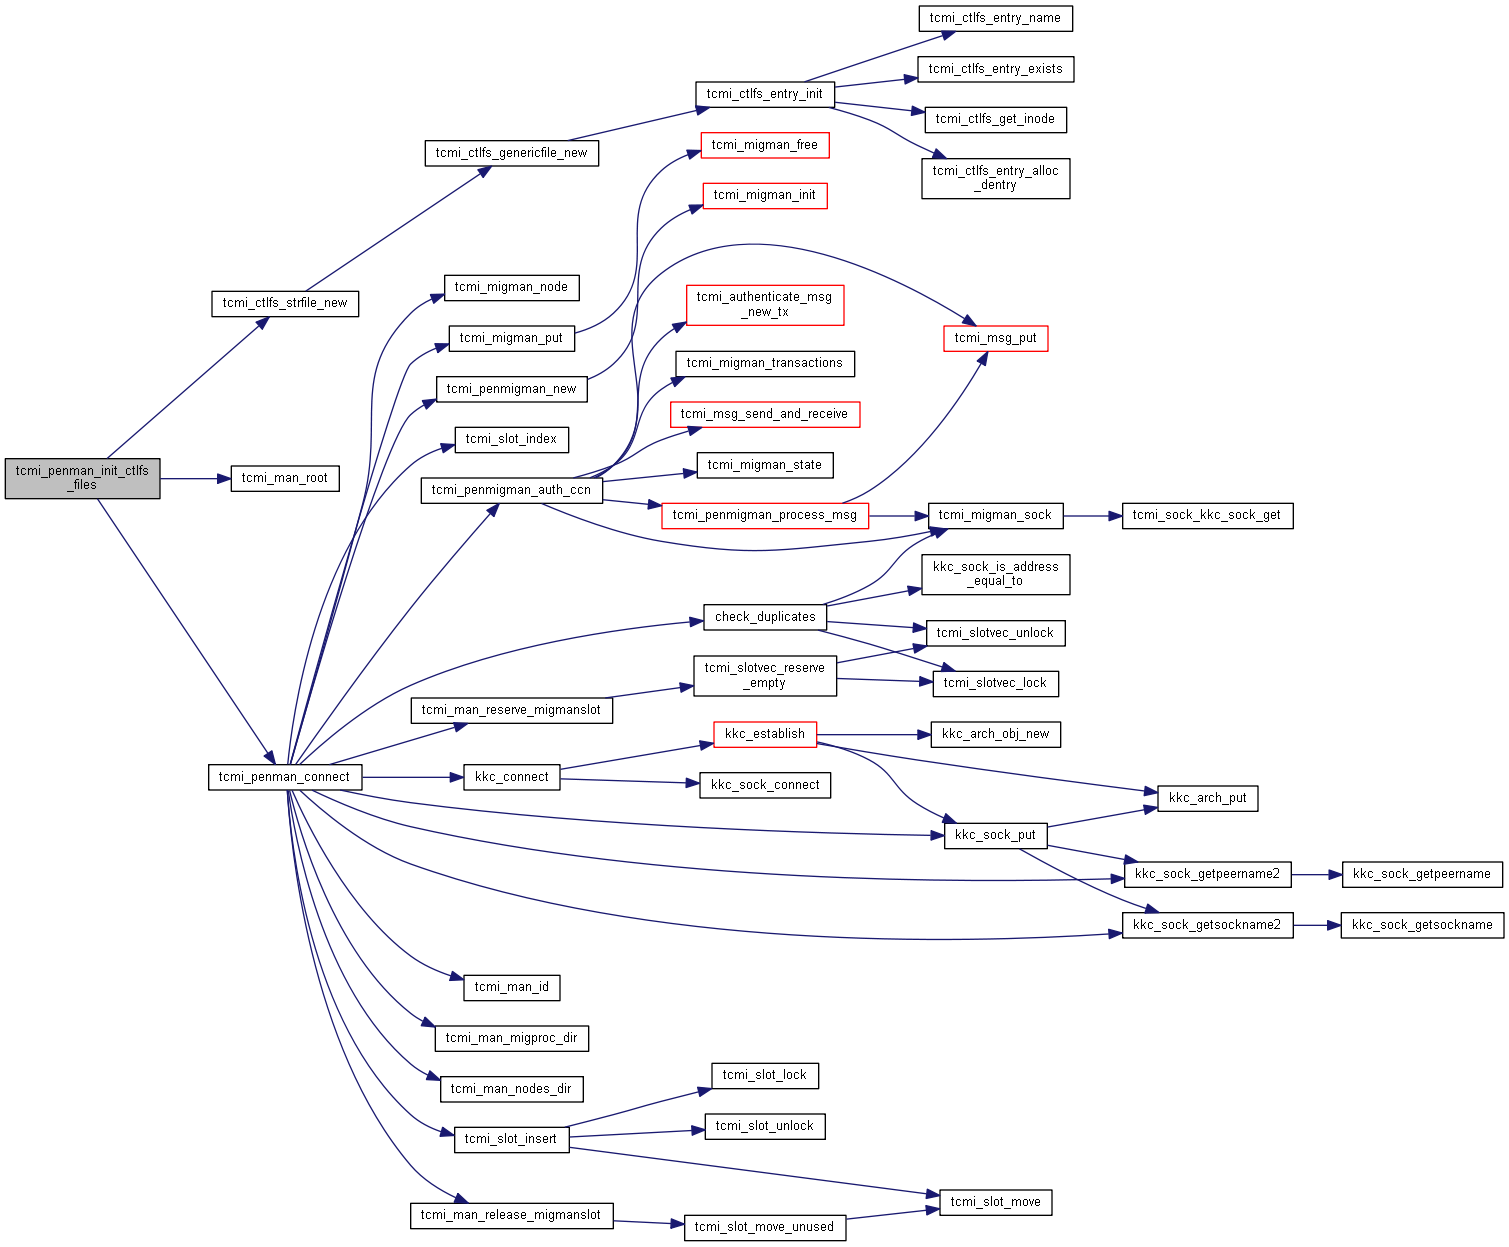 tcmi_ctlfs_entry_name
tcmi_ctlfs_entry_exists
tcmi_ctlfs_entry_init
tcmi_ctlfs_get_inode
tcmi_migman_free
tcmi_ctlfs_genericfile_new
tcmi_ctlfs_entry_alloc
_dentry
tcmi_migman_init
tcmi_migman_node
tcmi_ctlfs_strfile_new
tcmi_authenticate_msg
_new_tx
tcmi_migman_put
tcmi_msg_put
tcmi_migman_transactions
tcmi_penmigman_new
tcmi_msg_send_and_receive
tcmi_slot_index
tcmi_migman_state
tcmi_penman_init_ctlfs
_files
tcmi_man_root
tcmi_penmigman_auth_ccn
tcmi_penmigman_process_msg
tcmi_migman_sock
tcmi_sock_kkc_sock_get
kkc_sock_is_address
_equal_to
check_duplicates
tcmi_slotvec_unlock
tcmi_slotvec_reserve
_empty
tcmi_slotvec_lock
tcmi_man_reserve_migmanslot
kkc_establish
kkc_arch_obj_new
tcmi_penman_connect
kkc_connect
kkc_sock_connect
kkc_arch_put
kkc_sock_put
kkc_sock_getpeername2
kkc_sock_getpeername
kkc_sock_getsockname2
kkc_sock_getsockname
tcmi_man_id
tcmi_man_migproc_dir
tcmi_slot_lock
tcmi_man_nodes_dir
tcmi_slot_unlock
tcmi_slot_insert
tcmi_slot_move
tcmi_man_release_migmanslot
tcmi_slot_move_unused